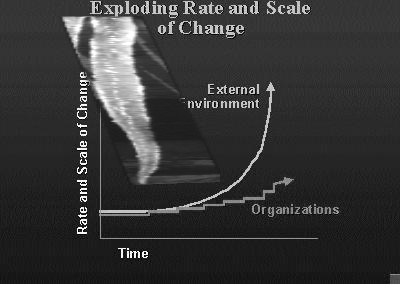 Exploding Rate and Scale
of Change
External
Environment
Rate and Scale of Change
Organizations
Time